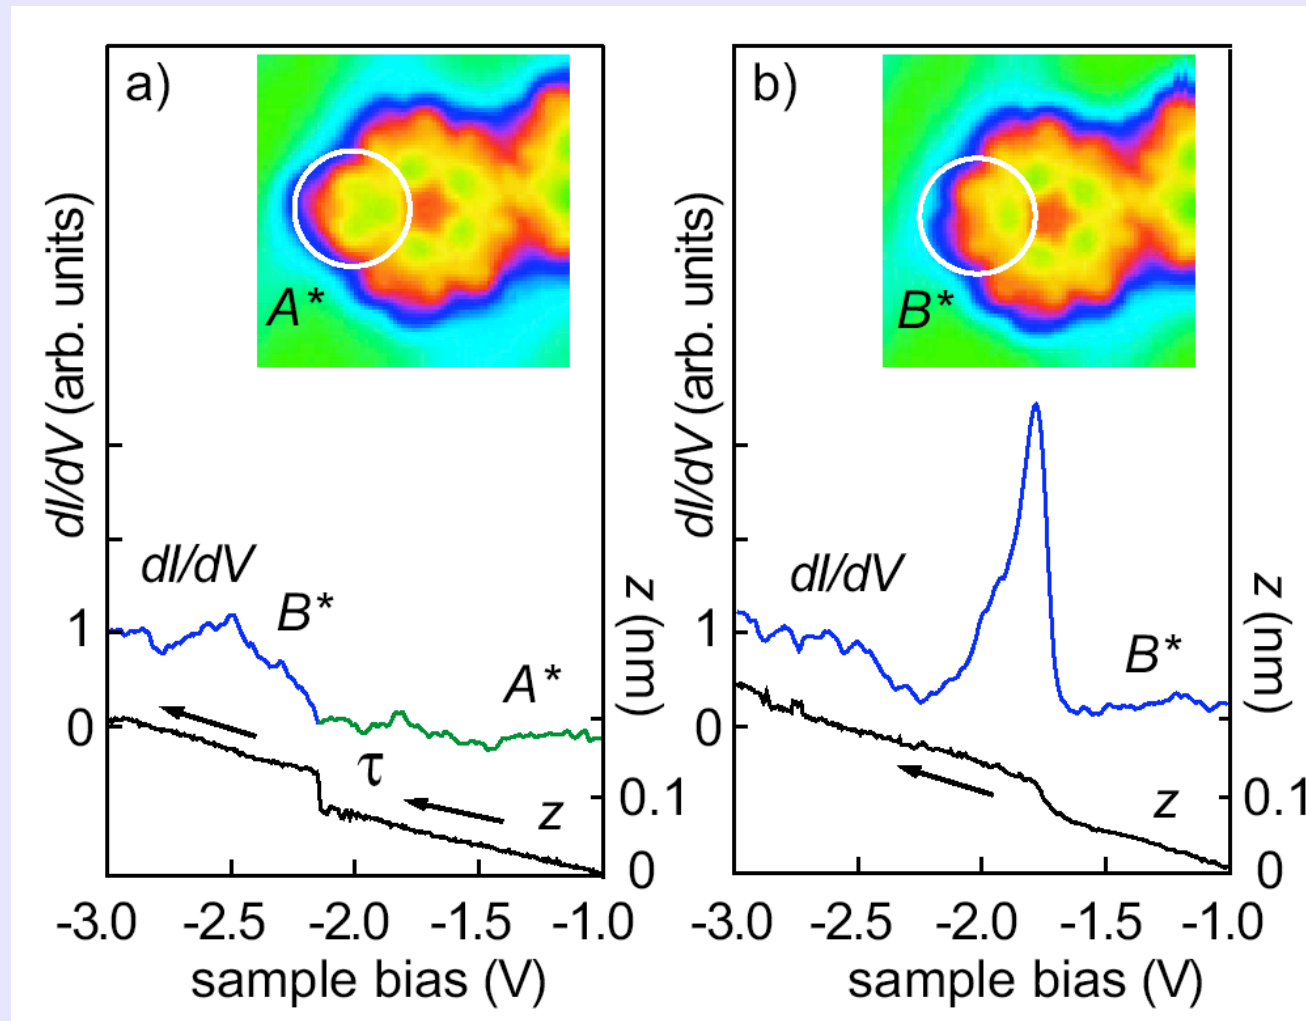 a)
A*
dI/dV (arb. units)
dI/dV
B*
A*
1
0
τ
z
z (nm)
0.1
0
-3.0 -2.5 -2.0 -1.5 -1.0
sample bias (V)
b)
B*
dI/dV (arb. units)
dI/dV
B*
1
0
z
z (nm)
0.1
0
-3.0 -2.5 -2.0 -1.5 -1.0
sample bias (V)